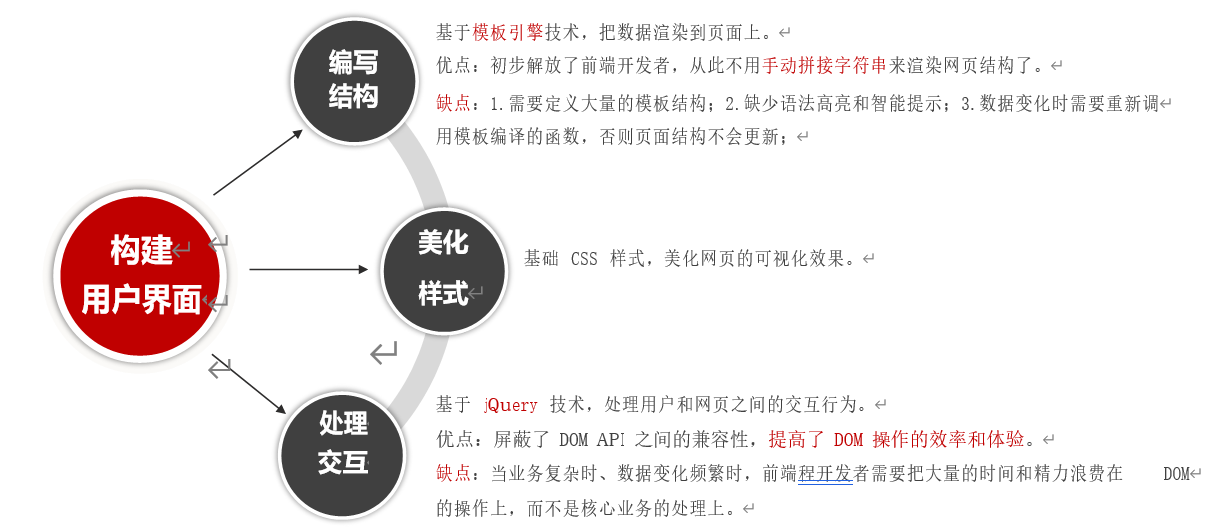 编写
结构
基于模板引擎技术，把数据渲染到页面上。
优点：初步解放了前端开发者，从此不用手动拼接字符串来渲染网页结构了。
缺点：1.需要定义大量的模板结构；2.缺少语法高亮和智能提示；3.数据变化时需要重新调
用模板编译的函数，否则页面结构不会更新；
构建
用户界面
美化
样式
基础 CSS 样式，美化网页的可视化效果。
处理
交互
基于 jQuery 技术，处理用户和网页之间的交互行为。
优点：屏蔽了 DOM API 之间的兼容性，提高了 DOM 操作的效率和体验。
缺点：当业务复杂时、数据变化频繁时，前端程开发者需要把大量的时间和精力浪费在 DOM
的操作上，而不是核心业务的处理上。